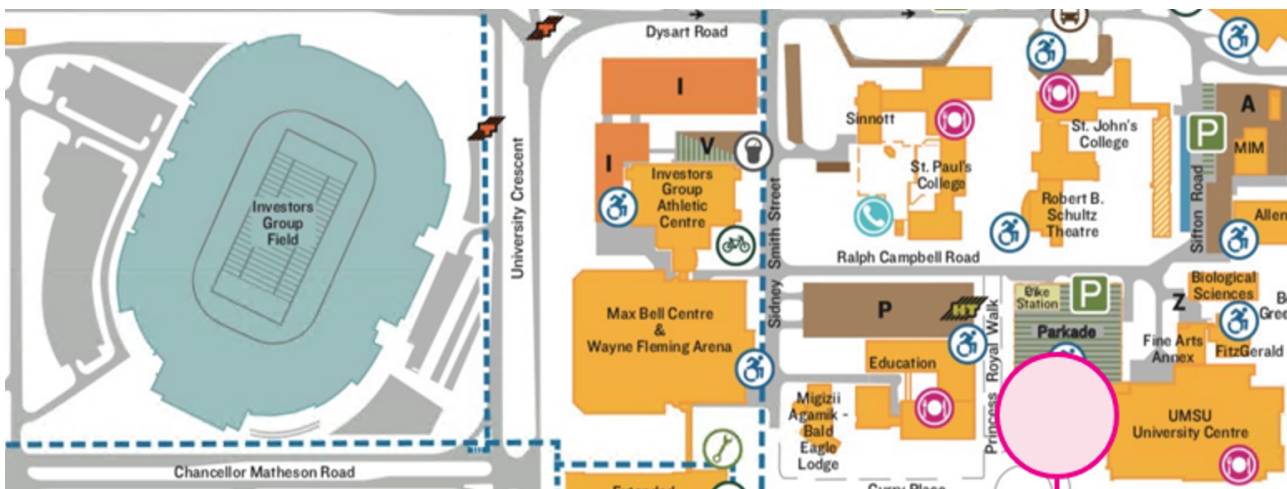 Dysart Road
I
Sinnott
St. John's
College
A
P
MIM
V
I
Investors
Group
Athletic
Centre
St. Paul's
College
Robert B.
Schultz
Theatre
Sifton Road
Allen
Investors
Group
Field
University Crescent
Sidney Smith Street
Ralph Campbell Road
Biological
Sciences
Bike
Station
P
Z
Max Bell Centre
&
Wayne Fleming Arena
P
HT
Princess Royal Walk
Parkade
Fine Arts
Annex
FitzGerald
Education
Migizii
Agamik -
Bald
Eagle
Lodge
UMSU
University Centre
Chancellor Matheson Road
Curry Place
Extended